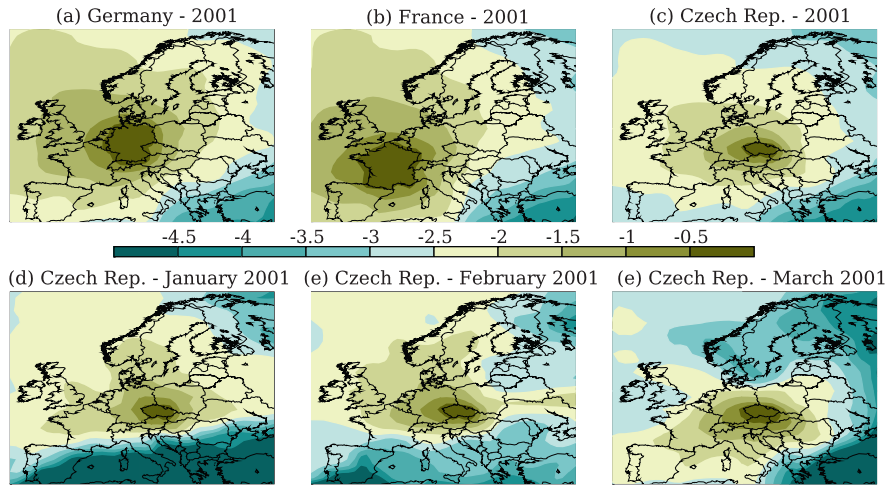 (a) Germany - 2001
(b) France - 2001
(c) Czech Rep. - 2001
-4.5 -4 -3.5 -3 -2.5 -2 -1.5 -1 -0.5
(d) Czech Rep. - January 2001
(e) Czech Rep. - February 2001
(e) Czech Rep. - March 2001